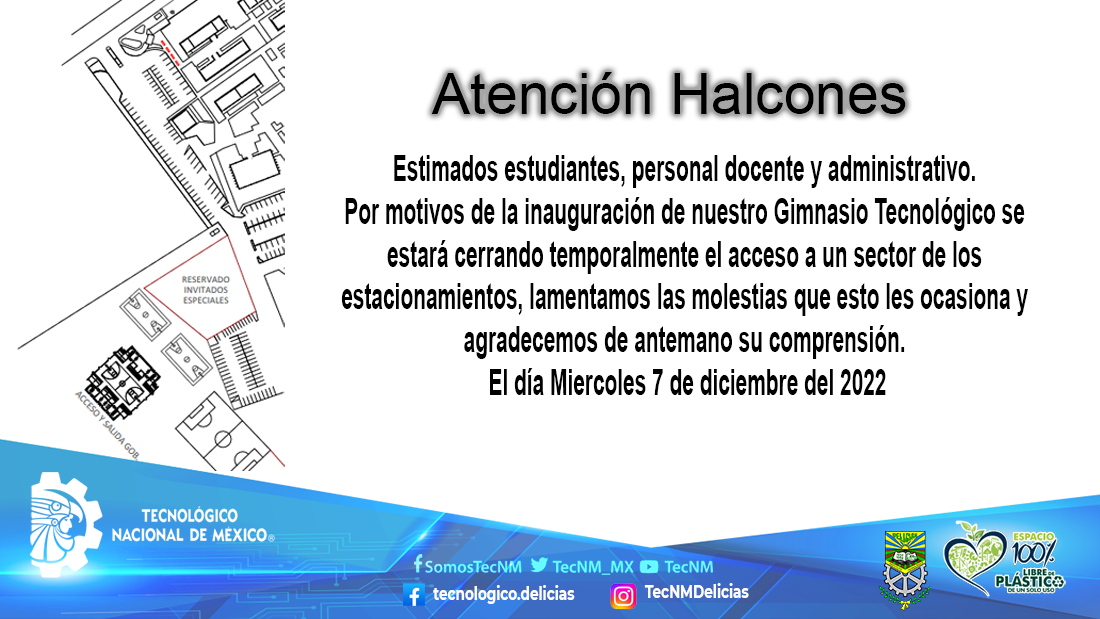 Atención Halcones
Estimados estudiantes, personal docente y administrativo.
Por motivos de la inauguración de nuestro Gimnasio Tecnológico se
estará cerrando temporalmente el acceso a un sector de los
estacionamientos, lamentamos las molestias que esto les ocasiona y
agradecemos de antemano su comprensión.
El día Miercoles 7 de diciembre del 2022
RESERVADO
INVITADOS
ESPECIALES
ACCESO Y SALIDA GOB.
TECNOLÓGICO
NACIONAL DE MÉXICO®
SomosTecNM TecNM_MX TecNM
tecnologico.delicias TecNMDelicias
ESPACIO
100%
LIBRE DE
PLÁSTICO
DE UN SOLO USO